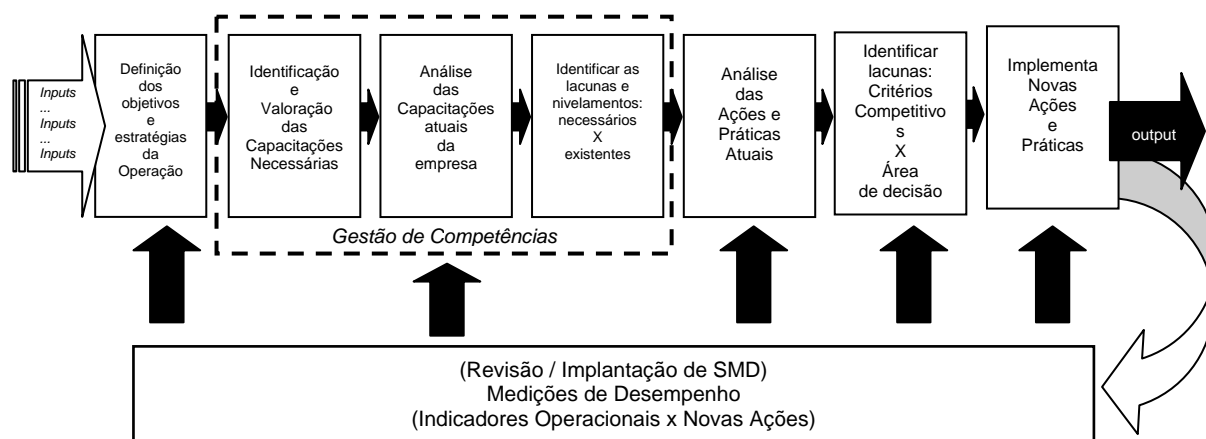 Inputs
...
Inputs
...
Inputs
Definição
dos
objetivos
e
estratégias
da
Operação
Identificação
e
Valoração
das
Capacitações
Necessárias
Análise
das
Capacitações
atuais
da
empresa
Identificar as
lacunas e
nivelamentos:
necessários
X
existentes
Gestão de Competências
Análise
das
Ações e
Práticas
Atuais
Identificar
lacunas:
Critérios
Competitivo
s
X
Área
de decisão
Implementa
Novas
Ações
e
Práticas
output
(Revisão / Implantação de SMD)
Medições de Desempenho
(Indicadores Operacionais x Novas Ações)